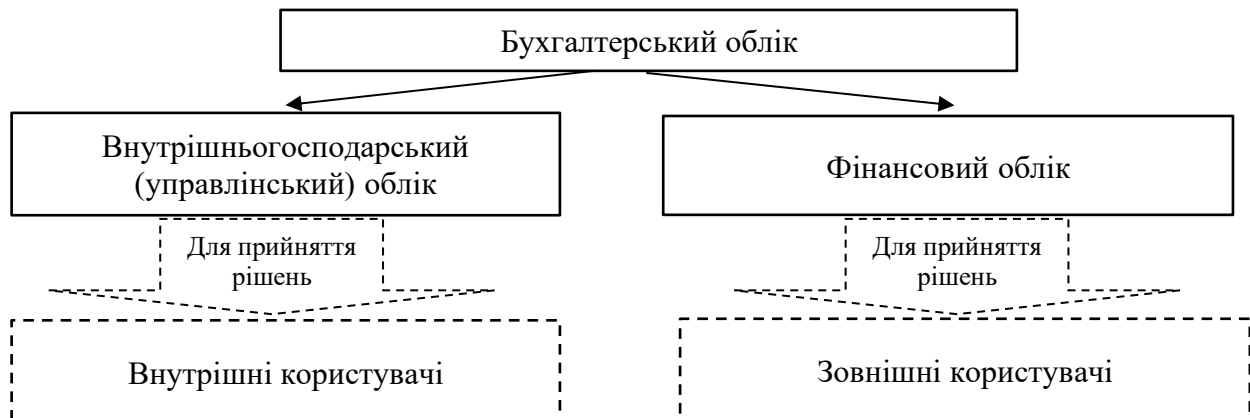 Бухгалтерський облік
Внутрішньогосподарський
(управлінський) облік
Фінансовий облік
Для прийняття
рішень
Для прийняття
рішень
Внутрішні користувачі
Зовнішні користувачі